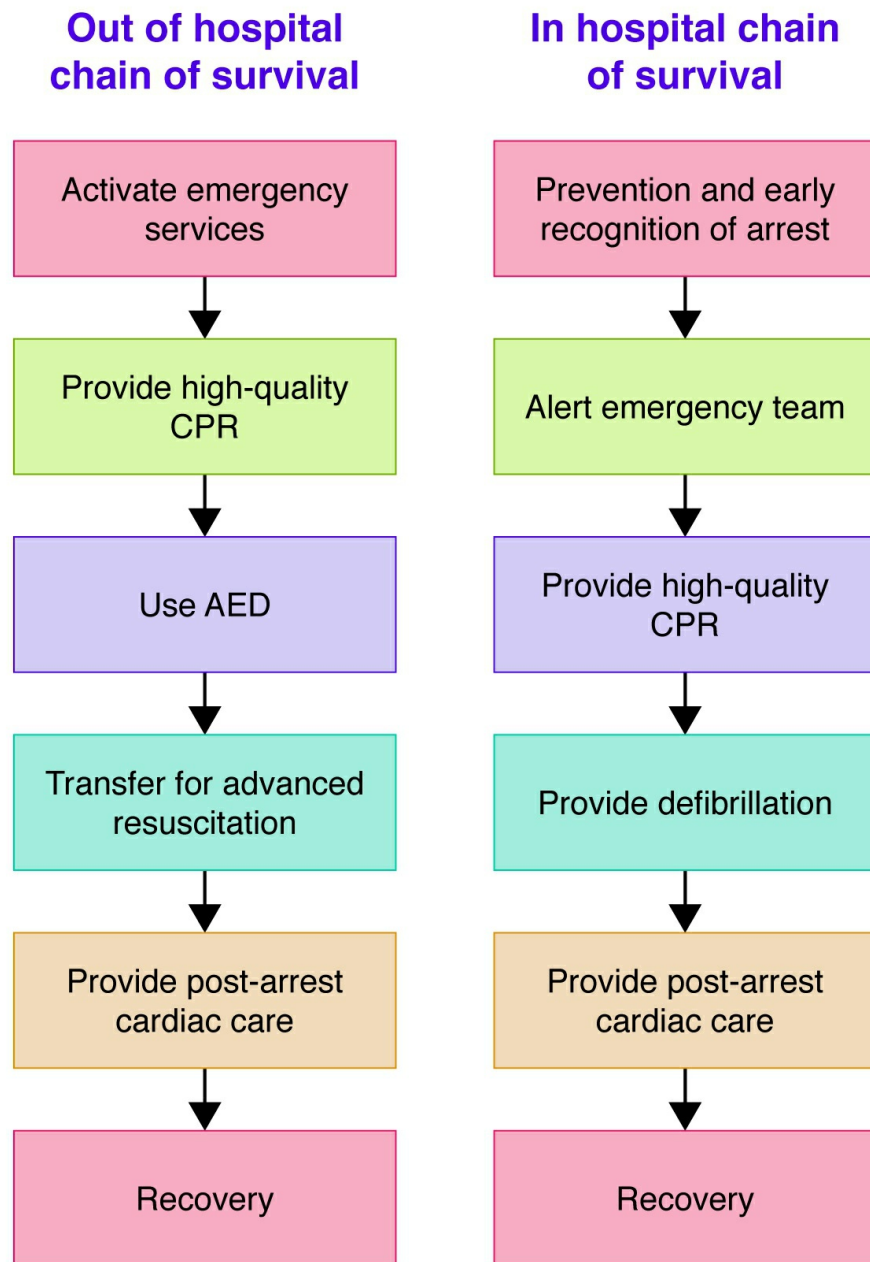 Out of hospital
chain of survival
Activate emergency
services
Provide high-quality
CPR
Use AED
Transfer for advanced
resuscitation
Provide post-arrest
cardiac care
Recovery
In hospital chain
of survival
Prevention and early
recognition of arrest
Alert emergency team
Provide high-quality
CPR
Provide defibrillation
Provide post-arrest
cardiac care
Recovery